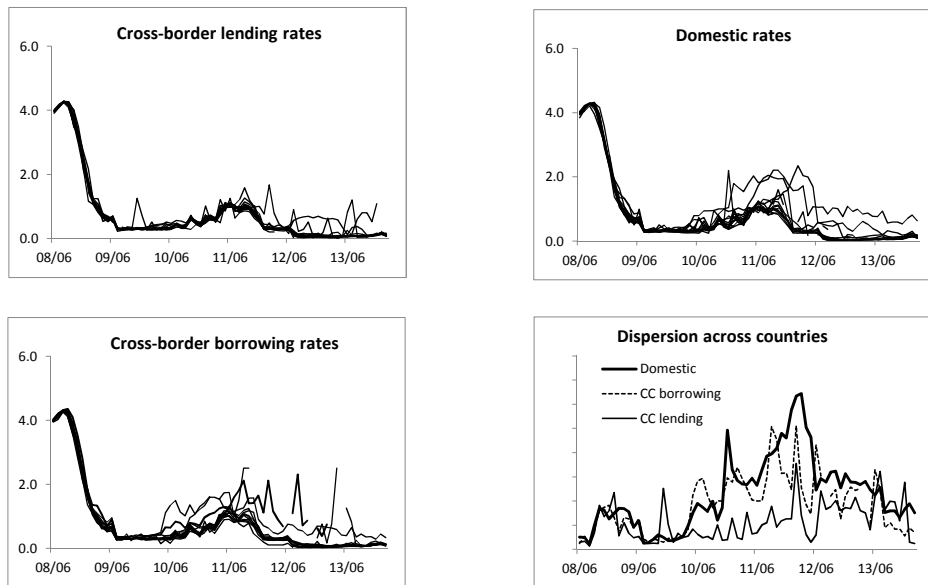 Cross-border lending rates
6.0
4.0
2.0
0.0
08/06 09/06 10/06 11/06 12/06 13/06
Domestic rates
6.0
4.0
2.0
0.0
08/06 09/06 10/06 11/06 12/06 13/06
Cross-border borrowing rates
6.0
4.0
2.0
0.0
08/06 09/06 10/06 11/06 12/06 13/06
Dispersion across countries
Domestic
CC borrowing
CC lending
08/06 09/06 10/06 11/06 12/06 13/06